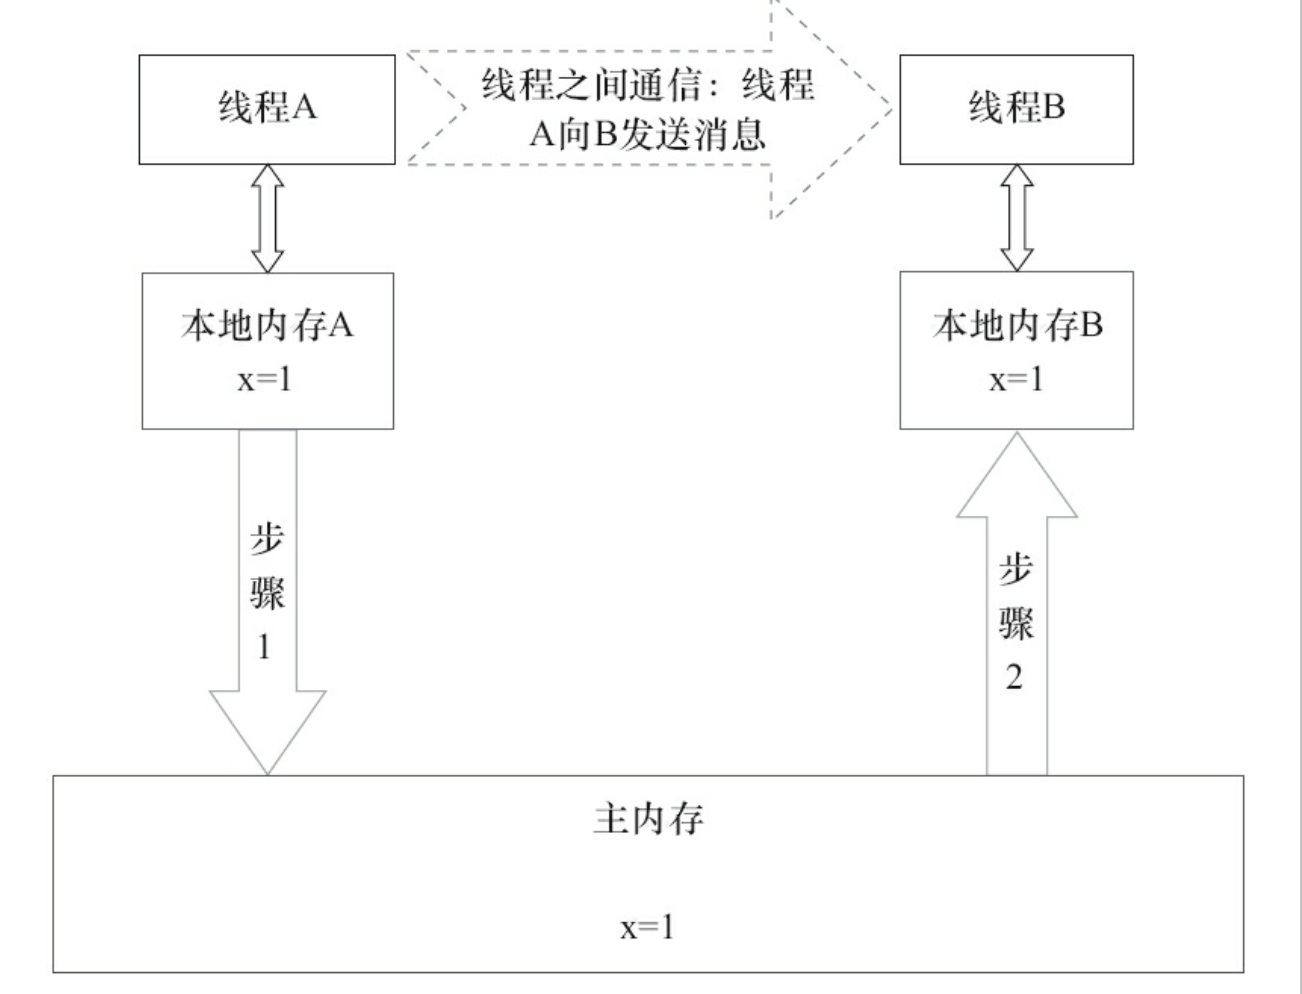 线程A
线程之间通信：线程
A向B发送消息
线程B
本地内存A
x=1
本地内存B
x=1
步
骤
1
步
骤
2
主内存
x=1